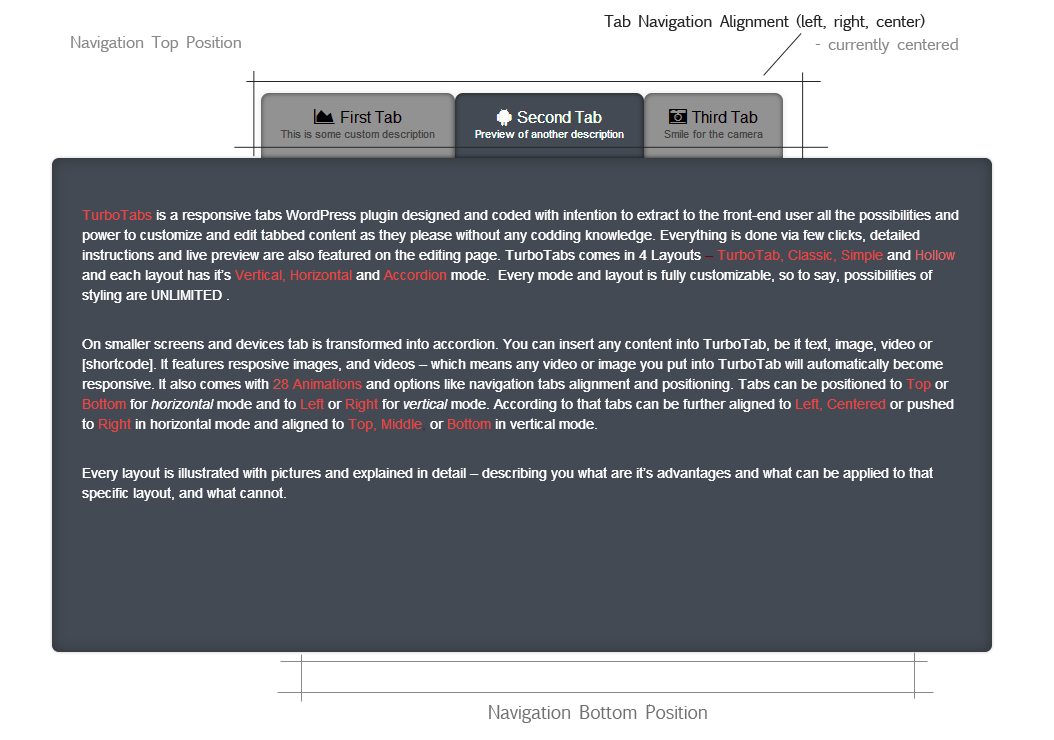 Tab Navigation Alignment (left, right, center)
Navigation Top Position
- currently centered
First Tab
This is some custom description
Second Tab
Preview of another description
Third Tab
Smile for the camera
TurboTabs is a responsive tabs WordPress plugin designed and coded with intention to extract to the front-end user all the possibilities and
power to customize and edit tabbed content as they please without any codding knowledge. Everything is done via few clicks, detailed
instructions and live preview are also featured on the editing page. TurboTabs comes in 4 Layouts – TurboTab, Classic, Simple and Hollow
and each layout has it's Vertical, Horizontal and Accordion mode.  Every mode and layout is fully customizable, so to say, possibilities of
styling are UNLIMITED .
On smaller screens and devices tab is transformed into accordion. You can insert any content into TurboTab, be it text, image, video or
[shortcode]. It features resposive images, and videos – which means any video or image you put into TurboTab will automatically become
responsive. It also comes with 28 Animations and options like navigation tabs alignment and positioning. Tabs can be positioned to Top or
Bottom for horizontal mode and to Left or Right for vertical mode. According to that tabs can be further aligned to Left, Centered or pushed
to Right in horizontal mode and aligned to Top, Middle  or Bottom in vertical mode.
Every layout is illustrated with pictures and explained in detail – describing you what are it's advantages and what can be applied to that
specific layout, and what cannot.
Navigation Bottom Position